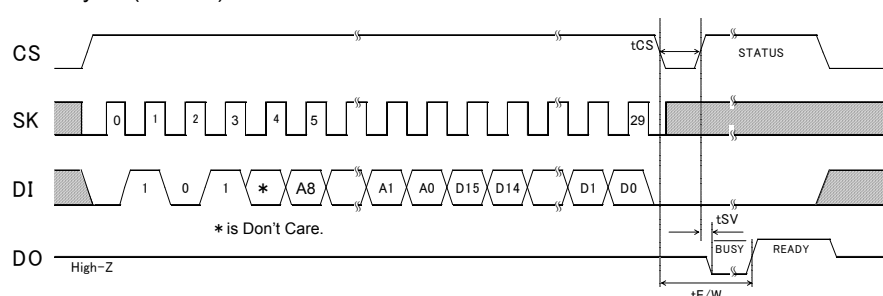 CS
tCS
STATUS
SK
0 1 2 3 4 5 29
DI
1 0 1 * A8 A1 A0 D15 D14 D1 D0
* is Don't Care.
tSV
DO
High-Z
BUSY READY
tE/W